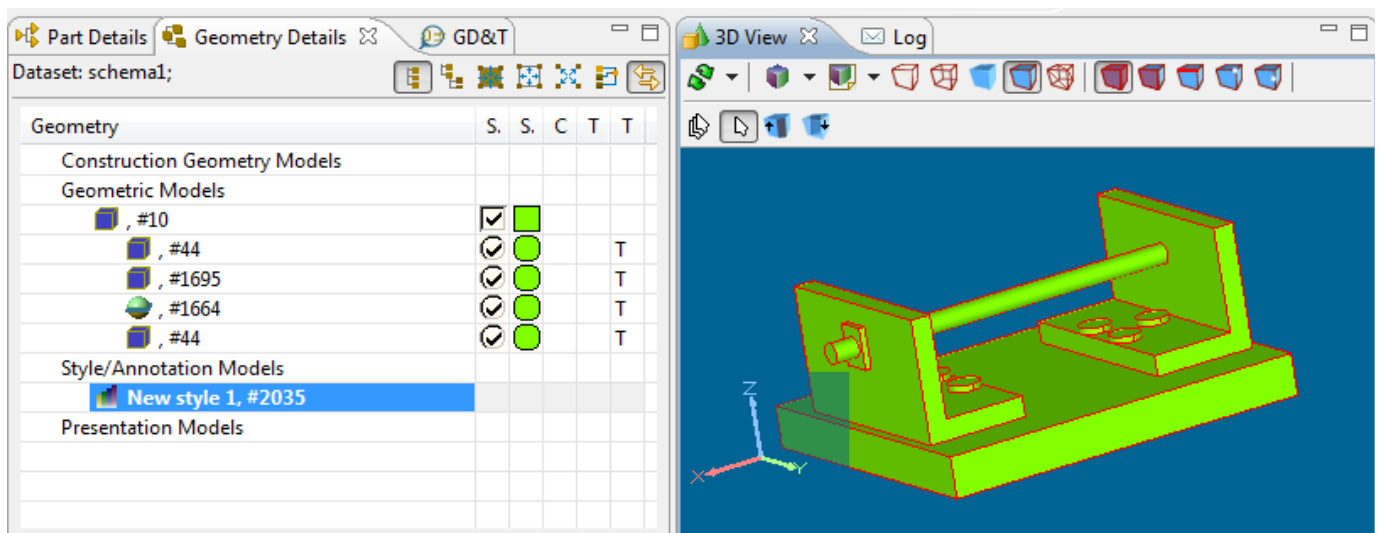 Part Details Geometry Details GD&T
Dataset: schema1;
Geometry S. S. C T T
Construction Geometry Models
Geometric Models
, #10
, #44 T
, #1695 T
, #1664 T
, #44 T
Style/Annotation Models
New style 1, #2035
Presentation Models
3D View Log
Z
X Y